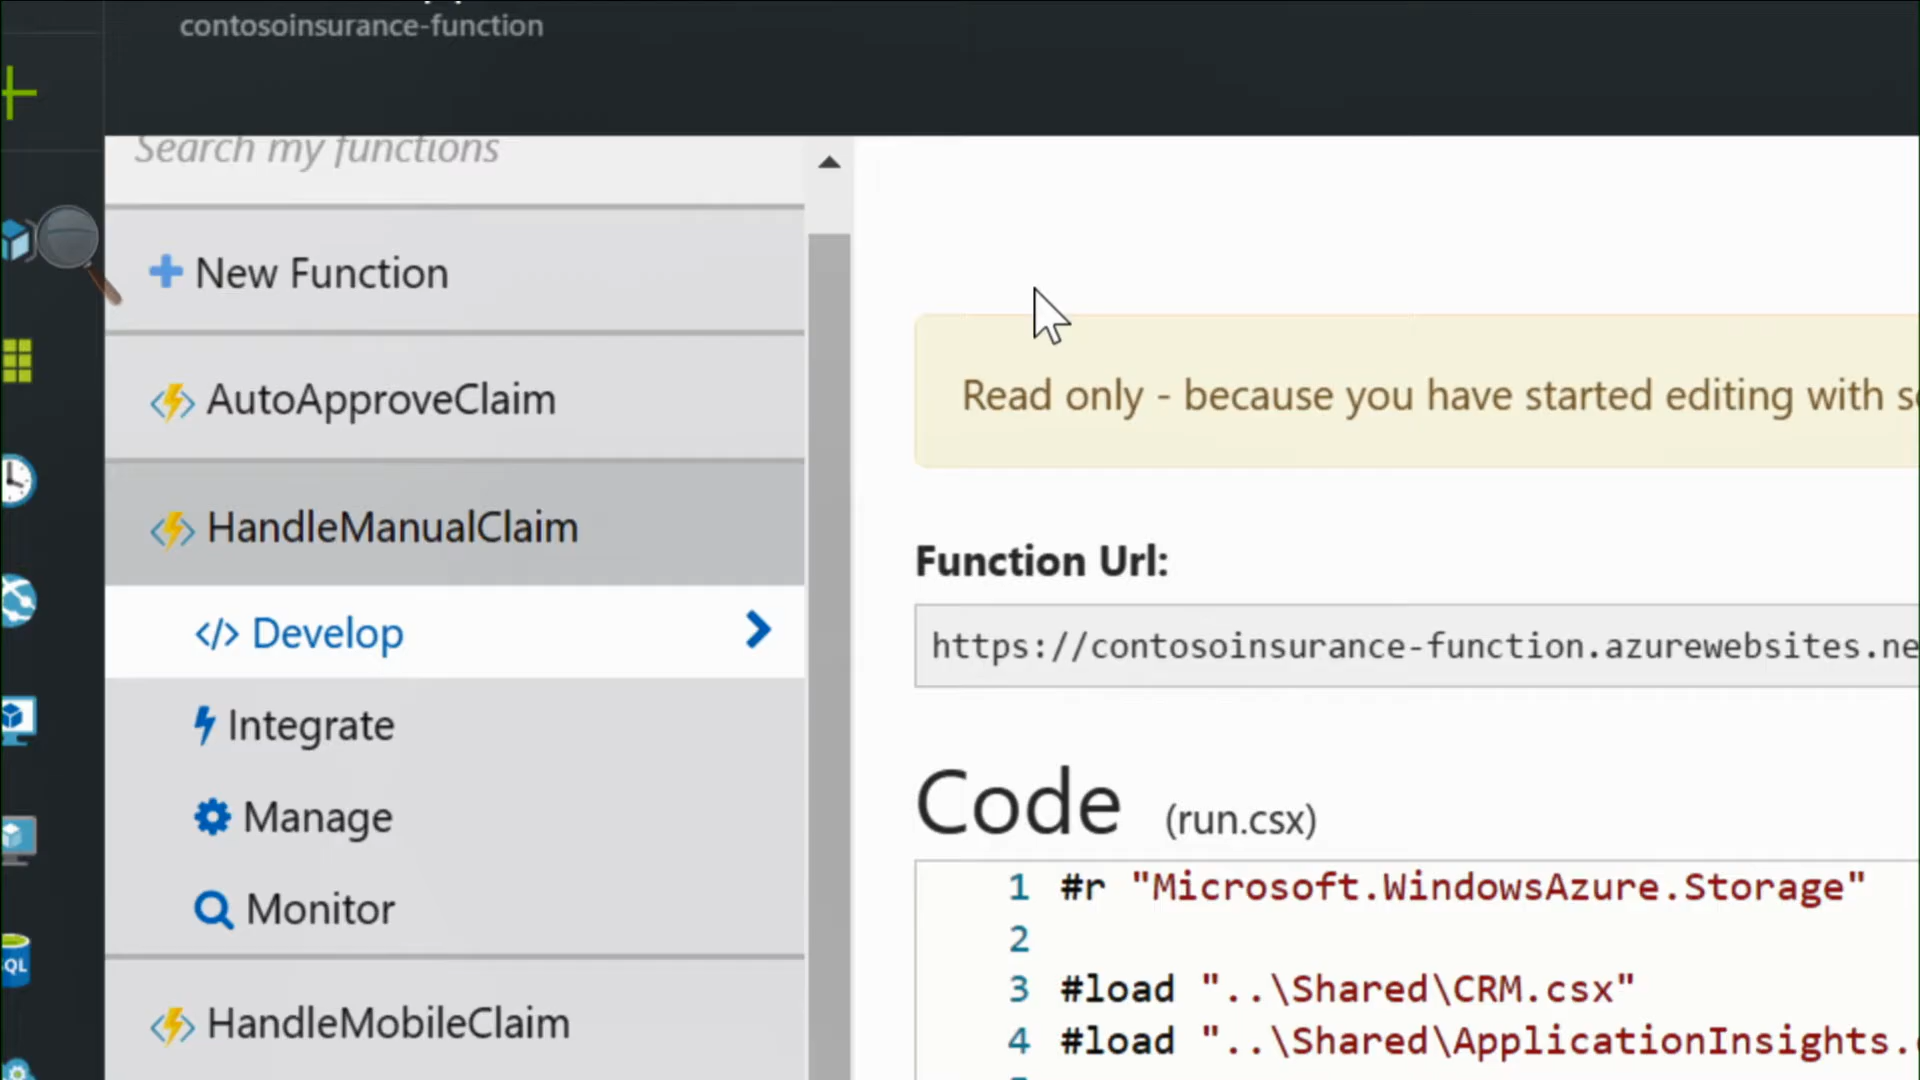 contosoinsurance-function
Search my functions
New Function
AutoApproveClaim
HandleManualClaim
</> Develop
Integrate
Manage
Monitor
HandleMobileClaim
Read only - because you have started editing with
Function Url:
https://contosoinsurance-function.azurewebsites.ne
Code (run.csx)
1 #r "Microsoft.WindowsAzure.Storage"
2
3 #load "..\Shared\CRM.csx"
4 #load "..\Shared\ApplicationInsights.
QL